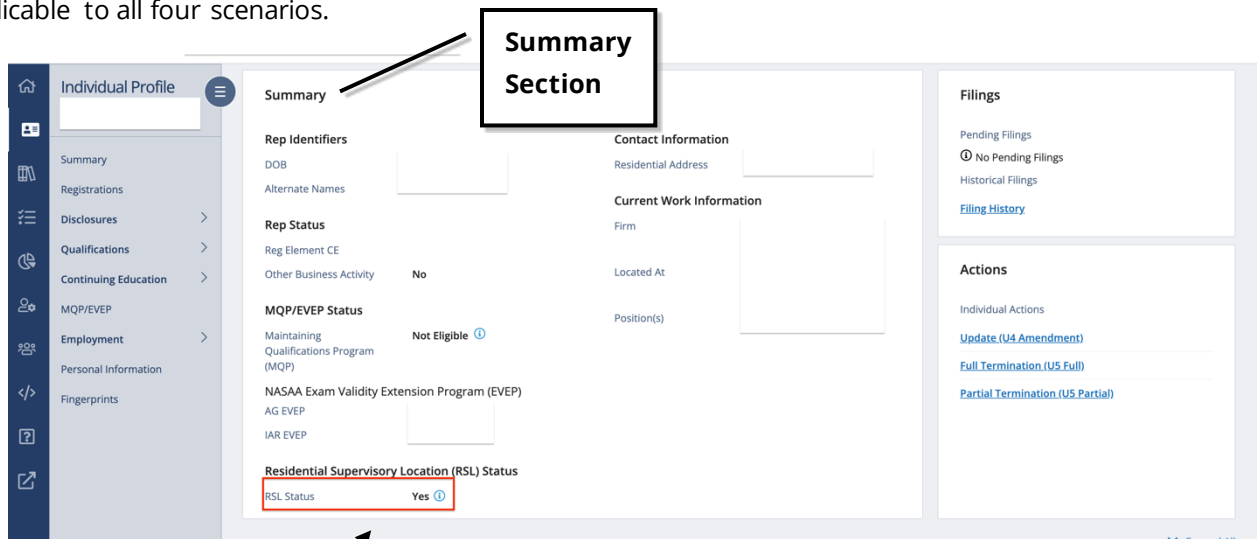 licable to all four scenarios.
Summary
Section
Individual Profile
Summary
Registrations
Disclosures
Qualifications
Continuing Education
MQP/EVEP
Employment
Personal Information
Fingerprints
Summary
Rep Identifiers
DOB
Alternate Names
Rep Status
Reg Element CE
Other Business Activity No
MQP/EVEP Status
Maintaining
Qualifications Program
(MQP)
Not Eligible
NASAA Exam Validity Extension Program (EVEP)
AG EVEP
IAR EVEP
Residential Supervisory Location (RSL) Status
RSL Status Yes
Contact Information
Residential Address
Current Work Information
Firm
Located At
Position(s)
Filings
Pending Filings
No Pending Filings
Historical Filings
Filing History
Actions
Individual Actions
Update (U4 Amendment)
Full Termination (U5 Full)
Partial Termination (U5 Partial)